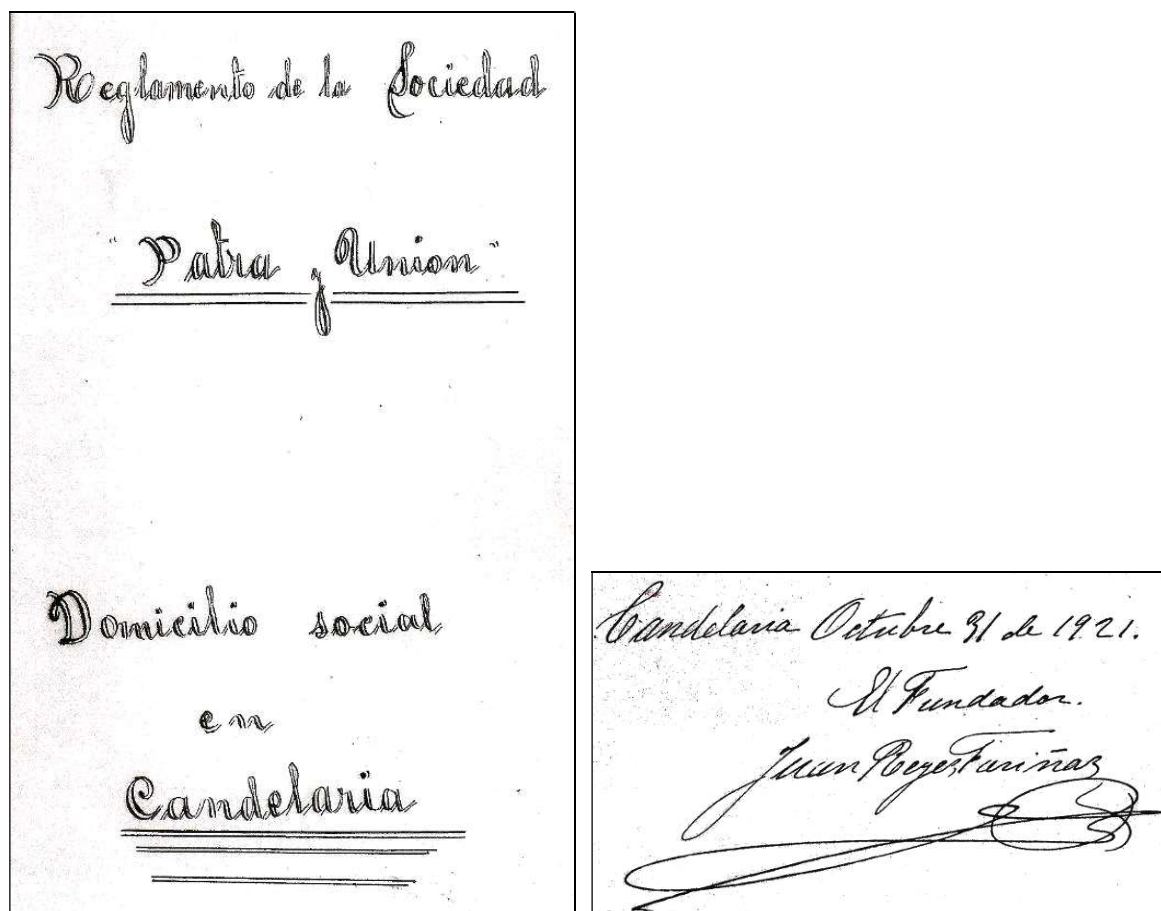 Reglamento de la Sociedad
"Patria y Union"
Domicilio social
en
Candelaria
Candelaria Octubre 31 de 1921.
El Fundador.
Juan Reyes Fariñas